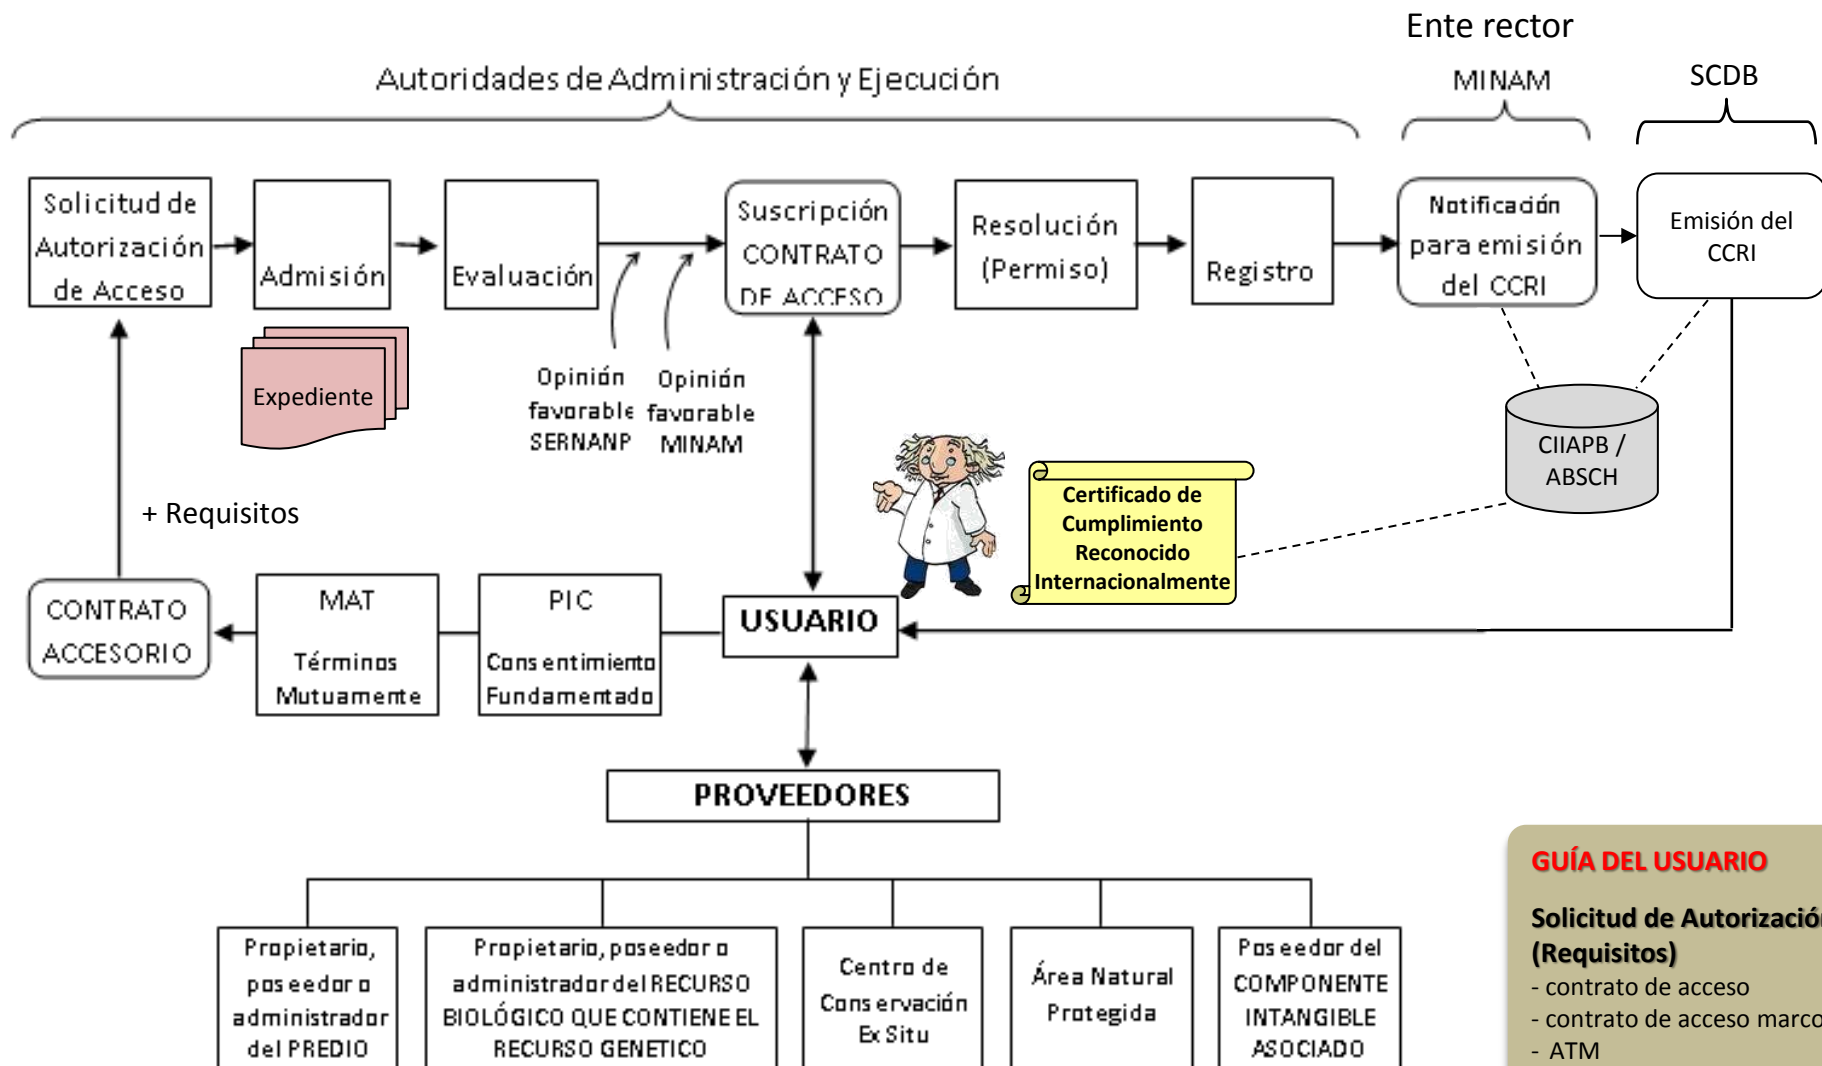 Ente rector
Autoridades de Administración y Ejecución
MINAM
SCDB
Solicitud de
Autorización
de Acceso
Admisión
Evaluación
Suscripción
CONTRATO
DE ACCESO
Resolución
(Permiso)
Registro
Notificación
para emisión
del CCRI
Emisión del
CCRI
Expediente
Opinión
favorable
SERNANP
Opinión
favorable
MINAM
CIIAPB /
ABSCH
Certificado de
Cumplimiento
Reconocido
Internacionalmente
+ Requisitos
CONTRATO
ACCESORIO
MAT
Términos
Mutuamente
PIC
Consentimiento
Fundamentado
USUARIO
PROVEEDORES
Propietario,
poseedor o
administrador
del PREDIO
Propietario, poseedor o
administrador del RECURSO
BIOLÓGICO QUE CONTIENE EL
RECURSO GENETICO
Centro de
Conservación
Ex Situ
Área Natural
Protegida
Poseedor del
COMPONENTE
INTANGIBLE
ASOCIADO
GUÍA DEL USUARIO
Solicitud de Autorización
(Requisitos)
- contrato de acceso
- contrato de acceso marco
- ATM